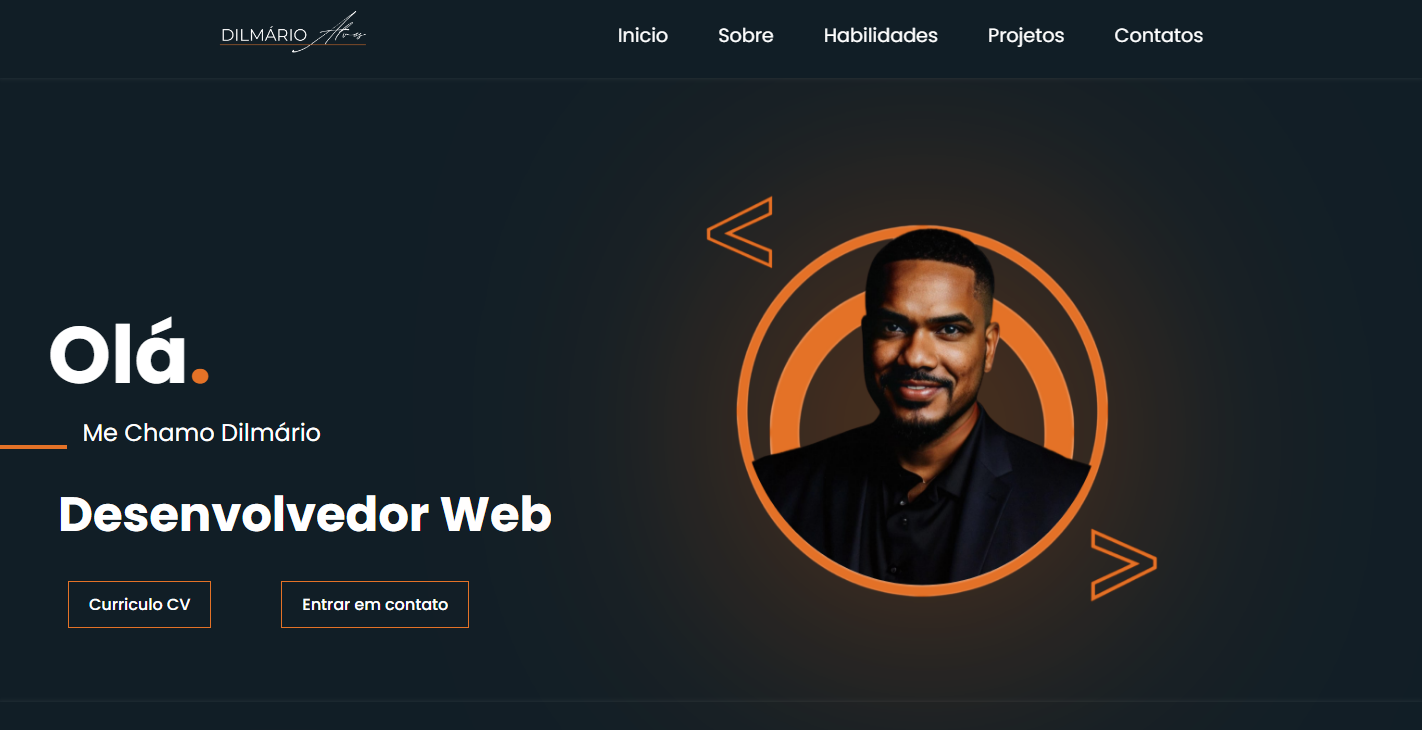 DILMÁRIO Alves
Inicio Sobre Habilidades Projetos Contatos
<
Olá.
Me Chamo Dilmário
Desenvolvedor Web
>
Curriculo CV Entrar em contato